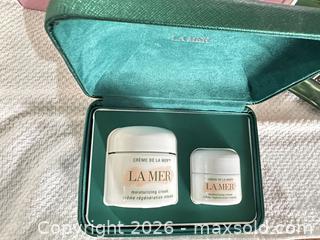 LA MER
CRÈME DE LA MER
LA MER
moisturizing cream
crème régénération intense
CRÈME DE LA MER
LA MER
Copyright 2026 - maxsold.com